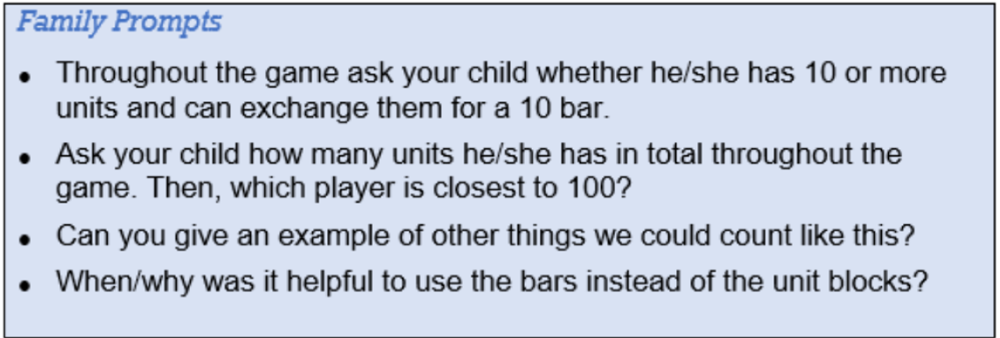 Family Prompts
• Throughout the game ask your child whether he/she has 10 or more
units and can exchange them for a 10 bar.
• Ask your child how many units he/she has in total throughout the
game. Then, which player is closest to 100?
• Can you give an example of other things we could count like this?
• When/why was it helpful to use the bars instead of the unit blocks?